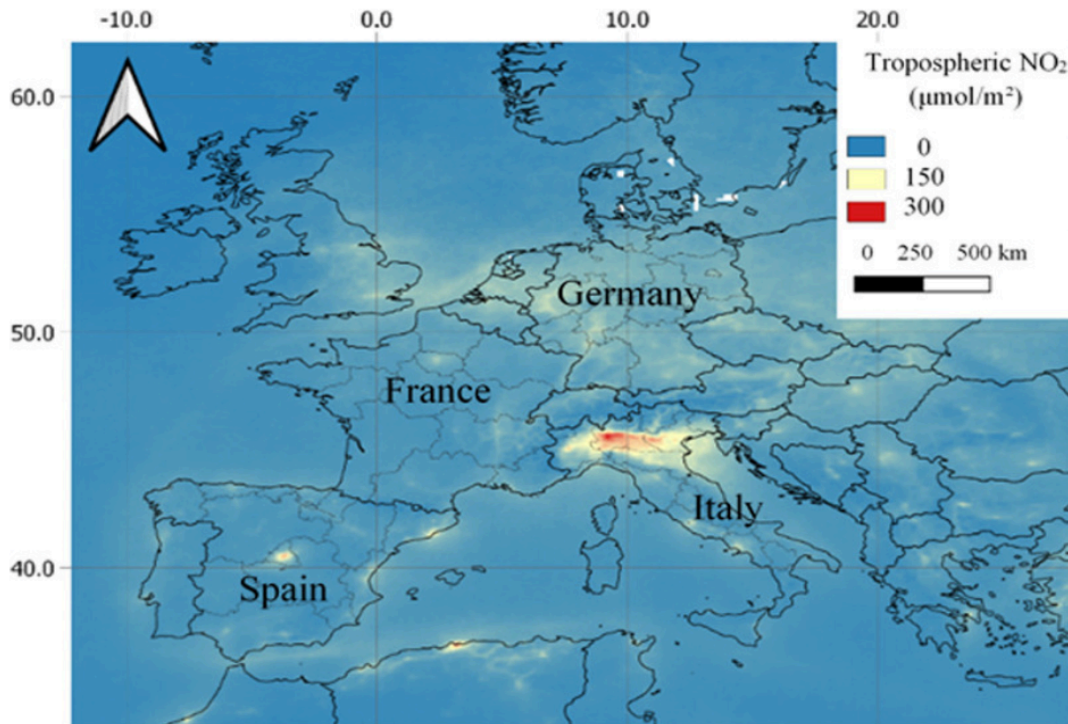 -10.0 0.0 10.0 20.0
Tropospheric NO₂
(μmol/m²)
60.0
0
150
300
0 250 500 km
Germany
50.0
France
Italy
40.0
Spain